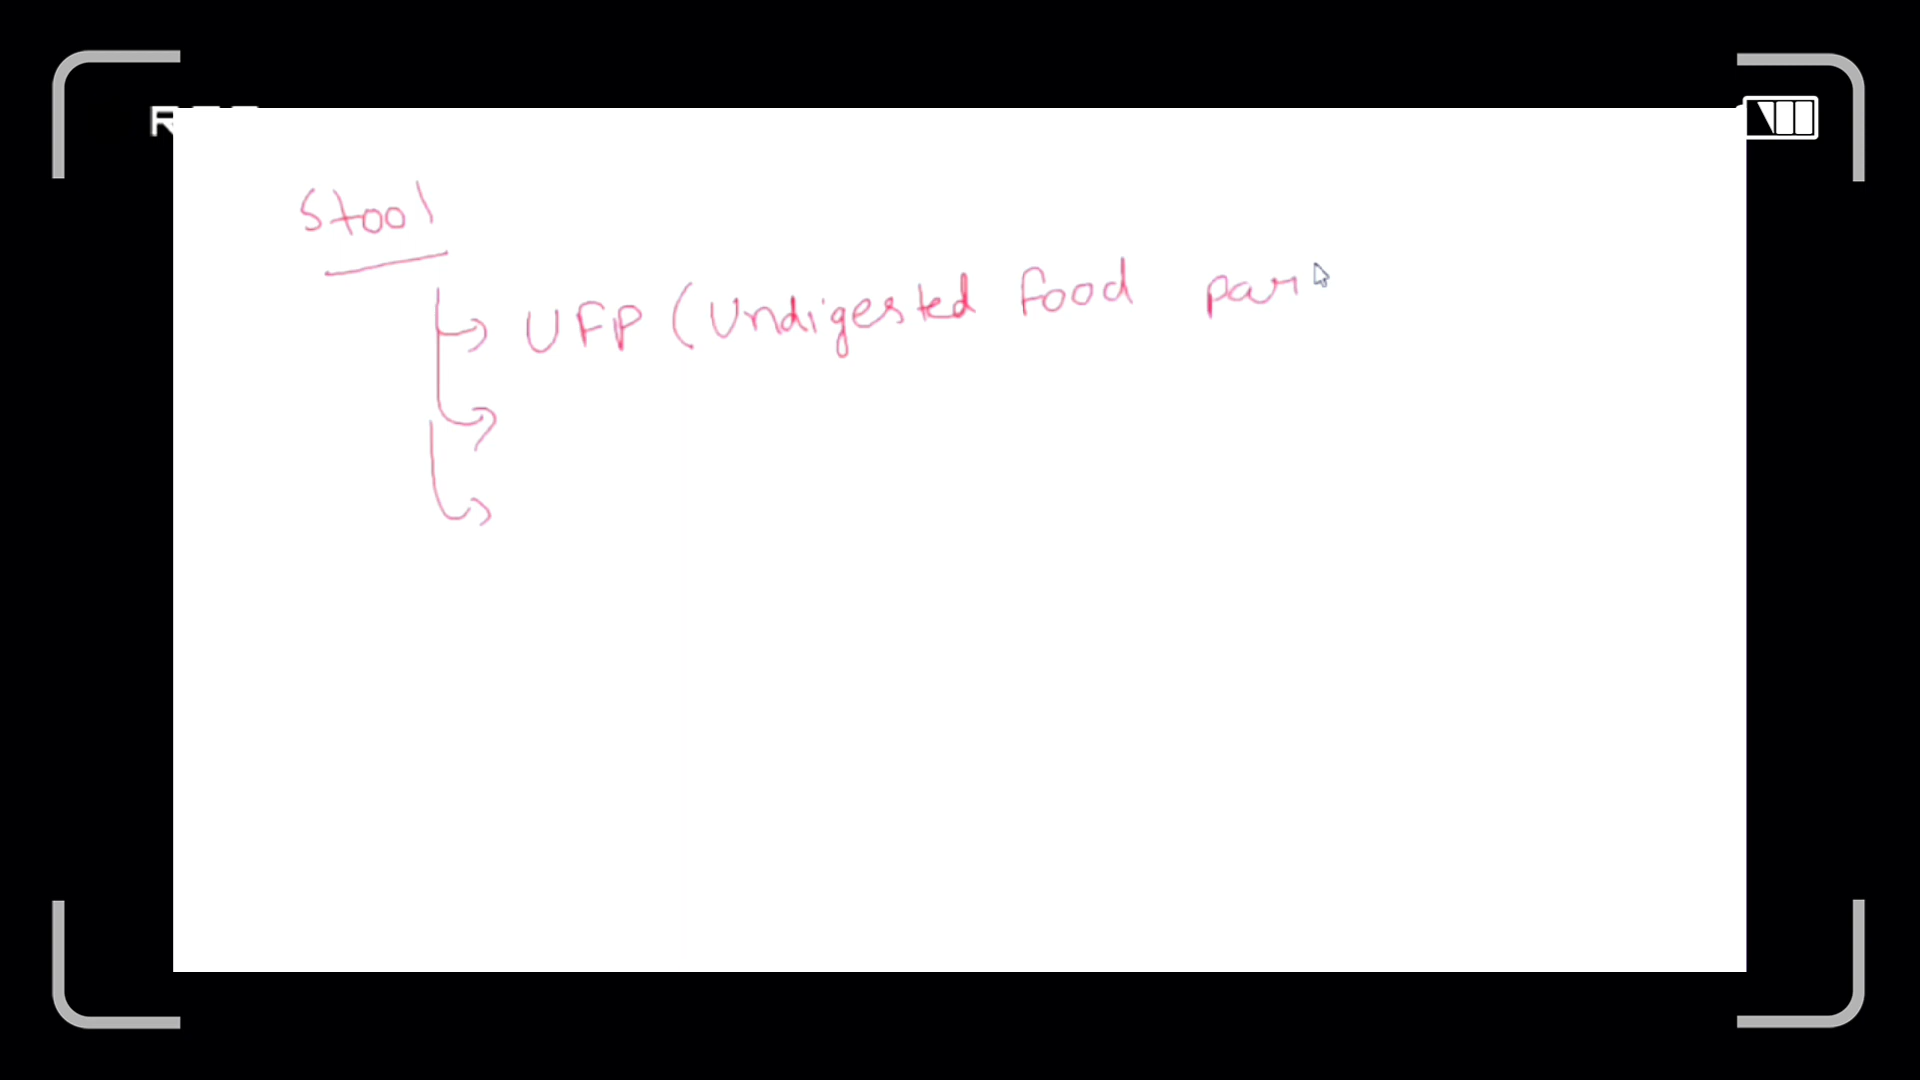 Stool
→ UFP (Undigested food par
→
→